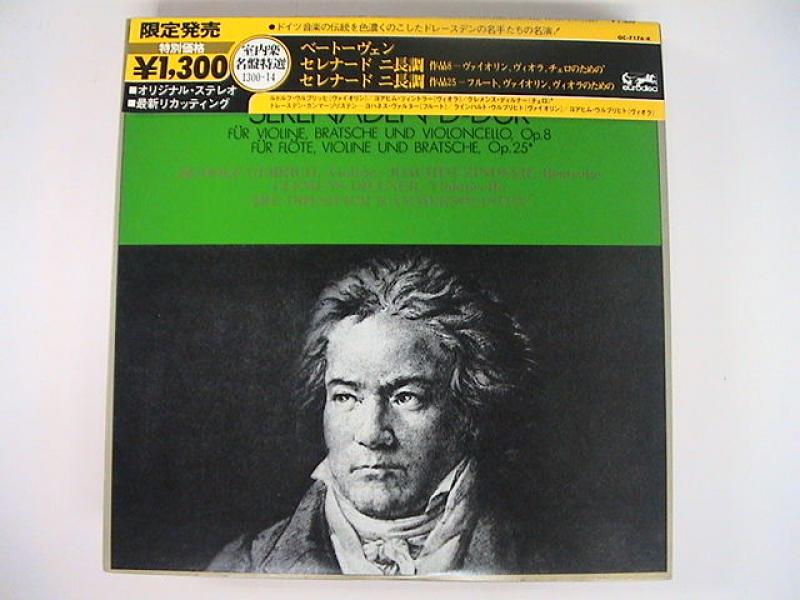 限定発売
●ドイツ音楽の伝統を色濃くのこしたドレースデンの名手たちの名演！
特別価格
¥1,300
■オリジナル・ステレオ
■最新リカッティング
室内楽
名盤特選
1300-14
ベートーヴェン
セレナード ニ長調 作品8－ヴァイオリン、ヴィオラ、チェロのための
セレナード ニ長調 作品25－フルート、ヴァイオリン、ヴィオラのための
eurodisc
SERENADEN D-DUR
FÜR VIOLINE, BRATSCHE UND VIOLONCELLO, Op.8
FÜR FLÖTE, VIOLINE UND BRATSCHE, Op.25*